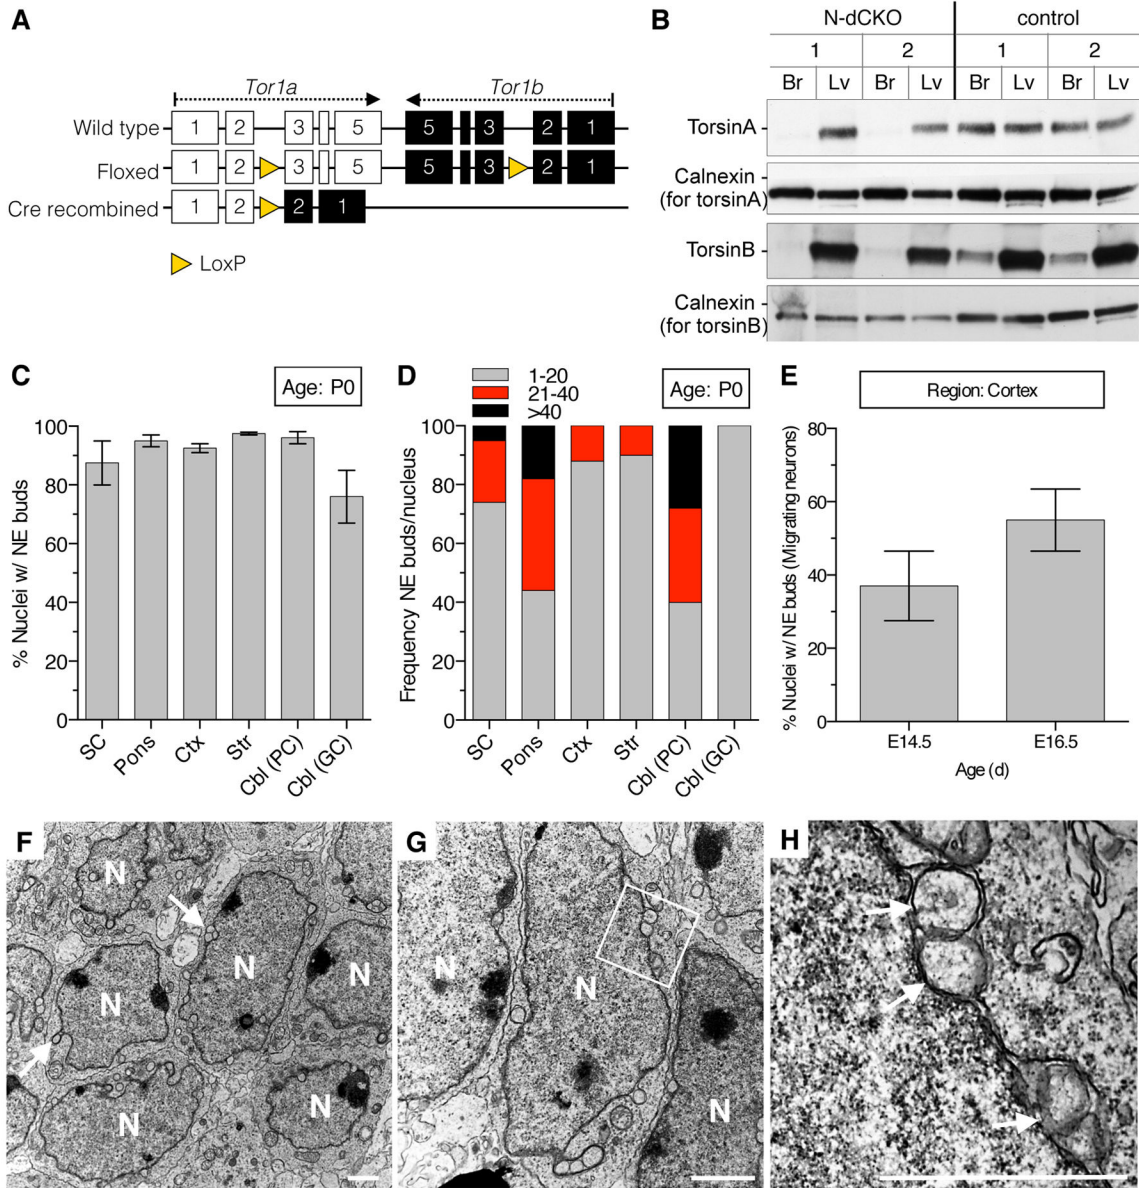 A
Tor1a Tor1b
Wild type 1 2 3 5 5 3 2 1
Floxed 1 2 3 5 5 3 2 1
Cre recombined 1 2 2 1
LoxP
B
N-dCKO control
1 2 1 2
Br Lv Br Lv Br Lv Br Lv
TorsinA
Calnexin
(for torsinA)
TorsinB
Calnexin
(for torsinB)
C
Age: P0
% Nuclei w/ NE buds
100
80
60
40
20
0
SC Pons Ctx Str Cbl (PC) Cbl (GC)
D
1-20
21-40
>40
Age: P0
Frequency NE buds/nucleus
100
80
60
40
20
0
SC Pons Ctx Str Cbl (PC) Cbl (GC)
E
Region: Cortex
% Nuclei w/ NE buds (Migrating neurons)
80
60
40
20
0
E14.5 E16.5
Age (d)
F
N
N
N
N
N
N
G
N
N
N
H